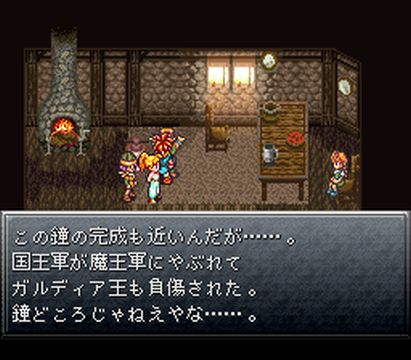 この鐘の完成も近いんだが……。
国王軍が魔王軍にやぶれて
ガルディア王も負傷された。
鐘どころじゃねえやな……。